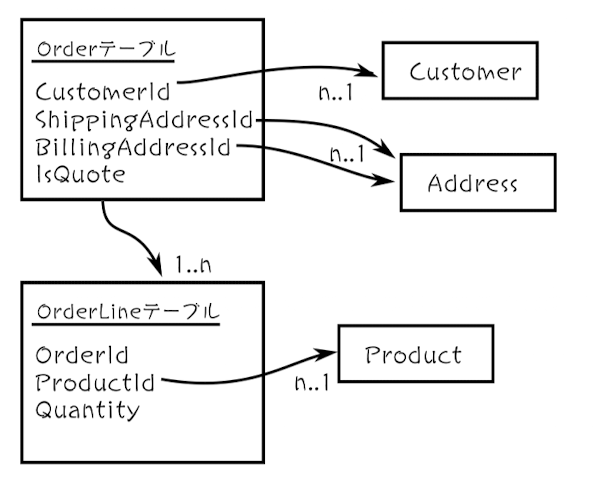 Orderテーブル
CustomerId
ShippingAddressId
BillingAddressId
IsQuote
Customer
n..1
Address
n..1
1..n
OrderLineテーブル
OrderId
ProductId
Quantity
Product
n..1